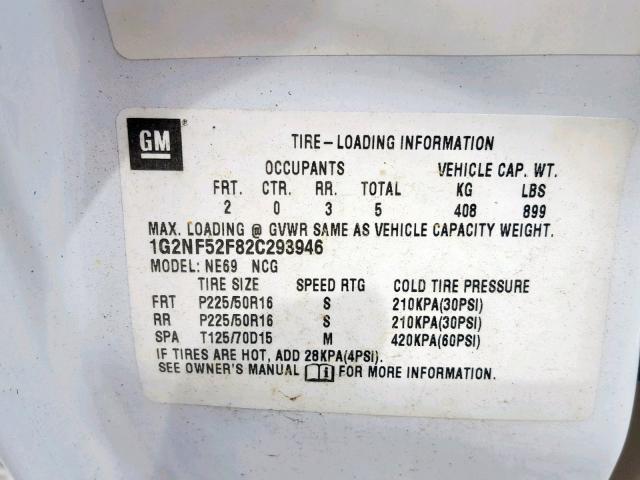 GM®
TIRE-LOADING INFORMATION
OCCUPANTS VEHICLE CAP. WT.
FRT. CTR. RR. TOTAL KG LBS
2 0 3 5 408 899
MAX. LOADING @ GVWR SAME AS VEHICLE CAPACITY WEIGHT.
1G2NF52F82C293946
MODEL: NE69 NCG
TIRE SIZE SPEED RTG COLD TIRE PRESSURE
FRT P225/50R16 S 210KPA(30PSI)
RR P225/50R16 S 210KPA(30PSI)
SPA T125/70D15 M 420KPA(60PSI)
IF TIRES ARE HOT, ADD 28KPA(4PSI).
SEE OWNER'S MANUAL i FOR MORE INFORMATION.